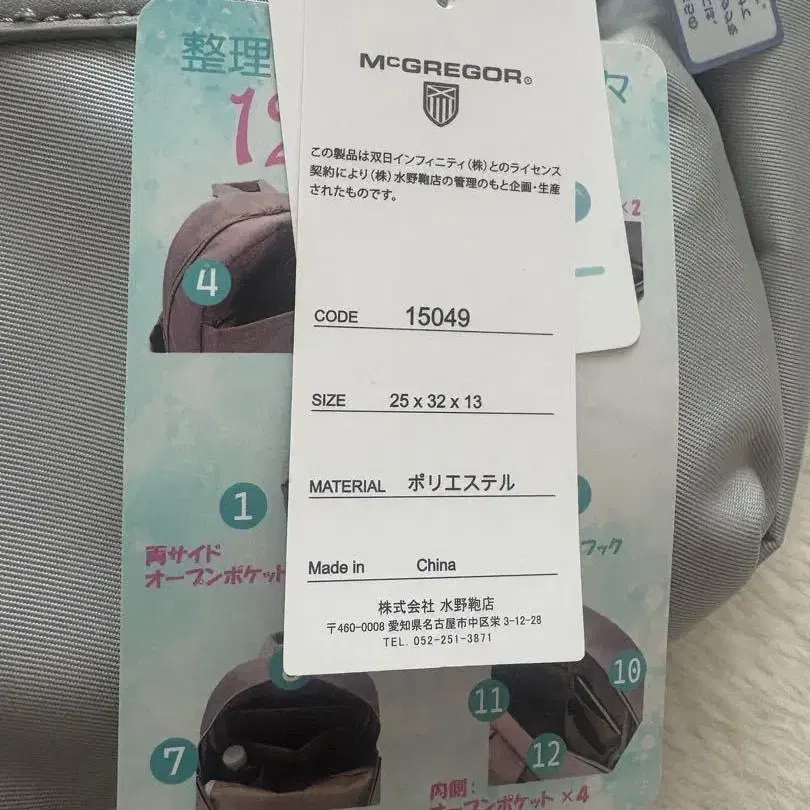 整理
12
McGREGOR®
この製品は双日インフィニティ(株)とのライセンス
契約により(株)水野鞄店の管理のもと企画・生産
されたものです。
×2
4
CODE 15049
SIZE 25 x 32 x 13
MATERIAL ポリエステル
1
両サイド
オープンポケット
フック
Made in China
株式会社 水野鞄店
〒460-0008 愛知県名古屋市中区栄 3-12-28
TEL. 052-251-3871
10
11
7
12
内側:
オープンポケット ×4